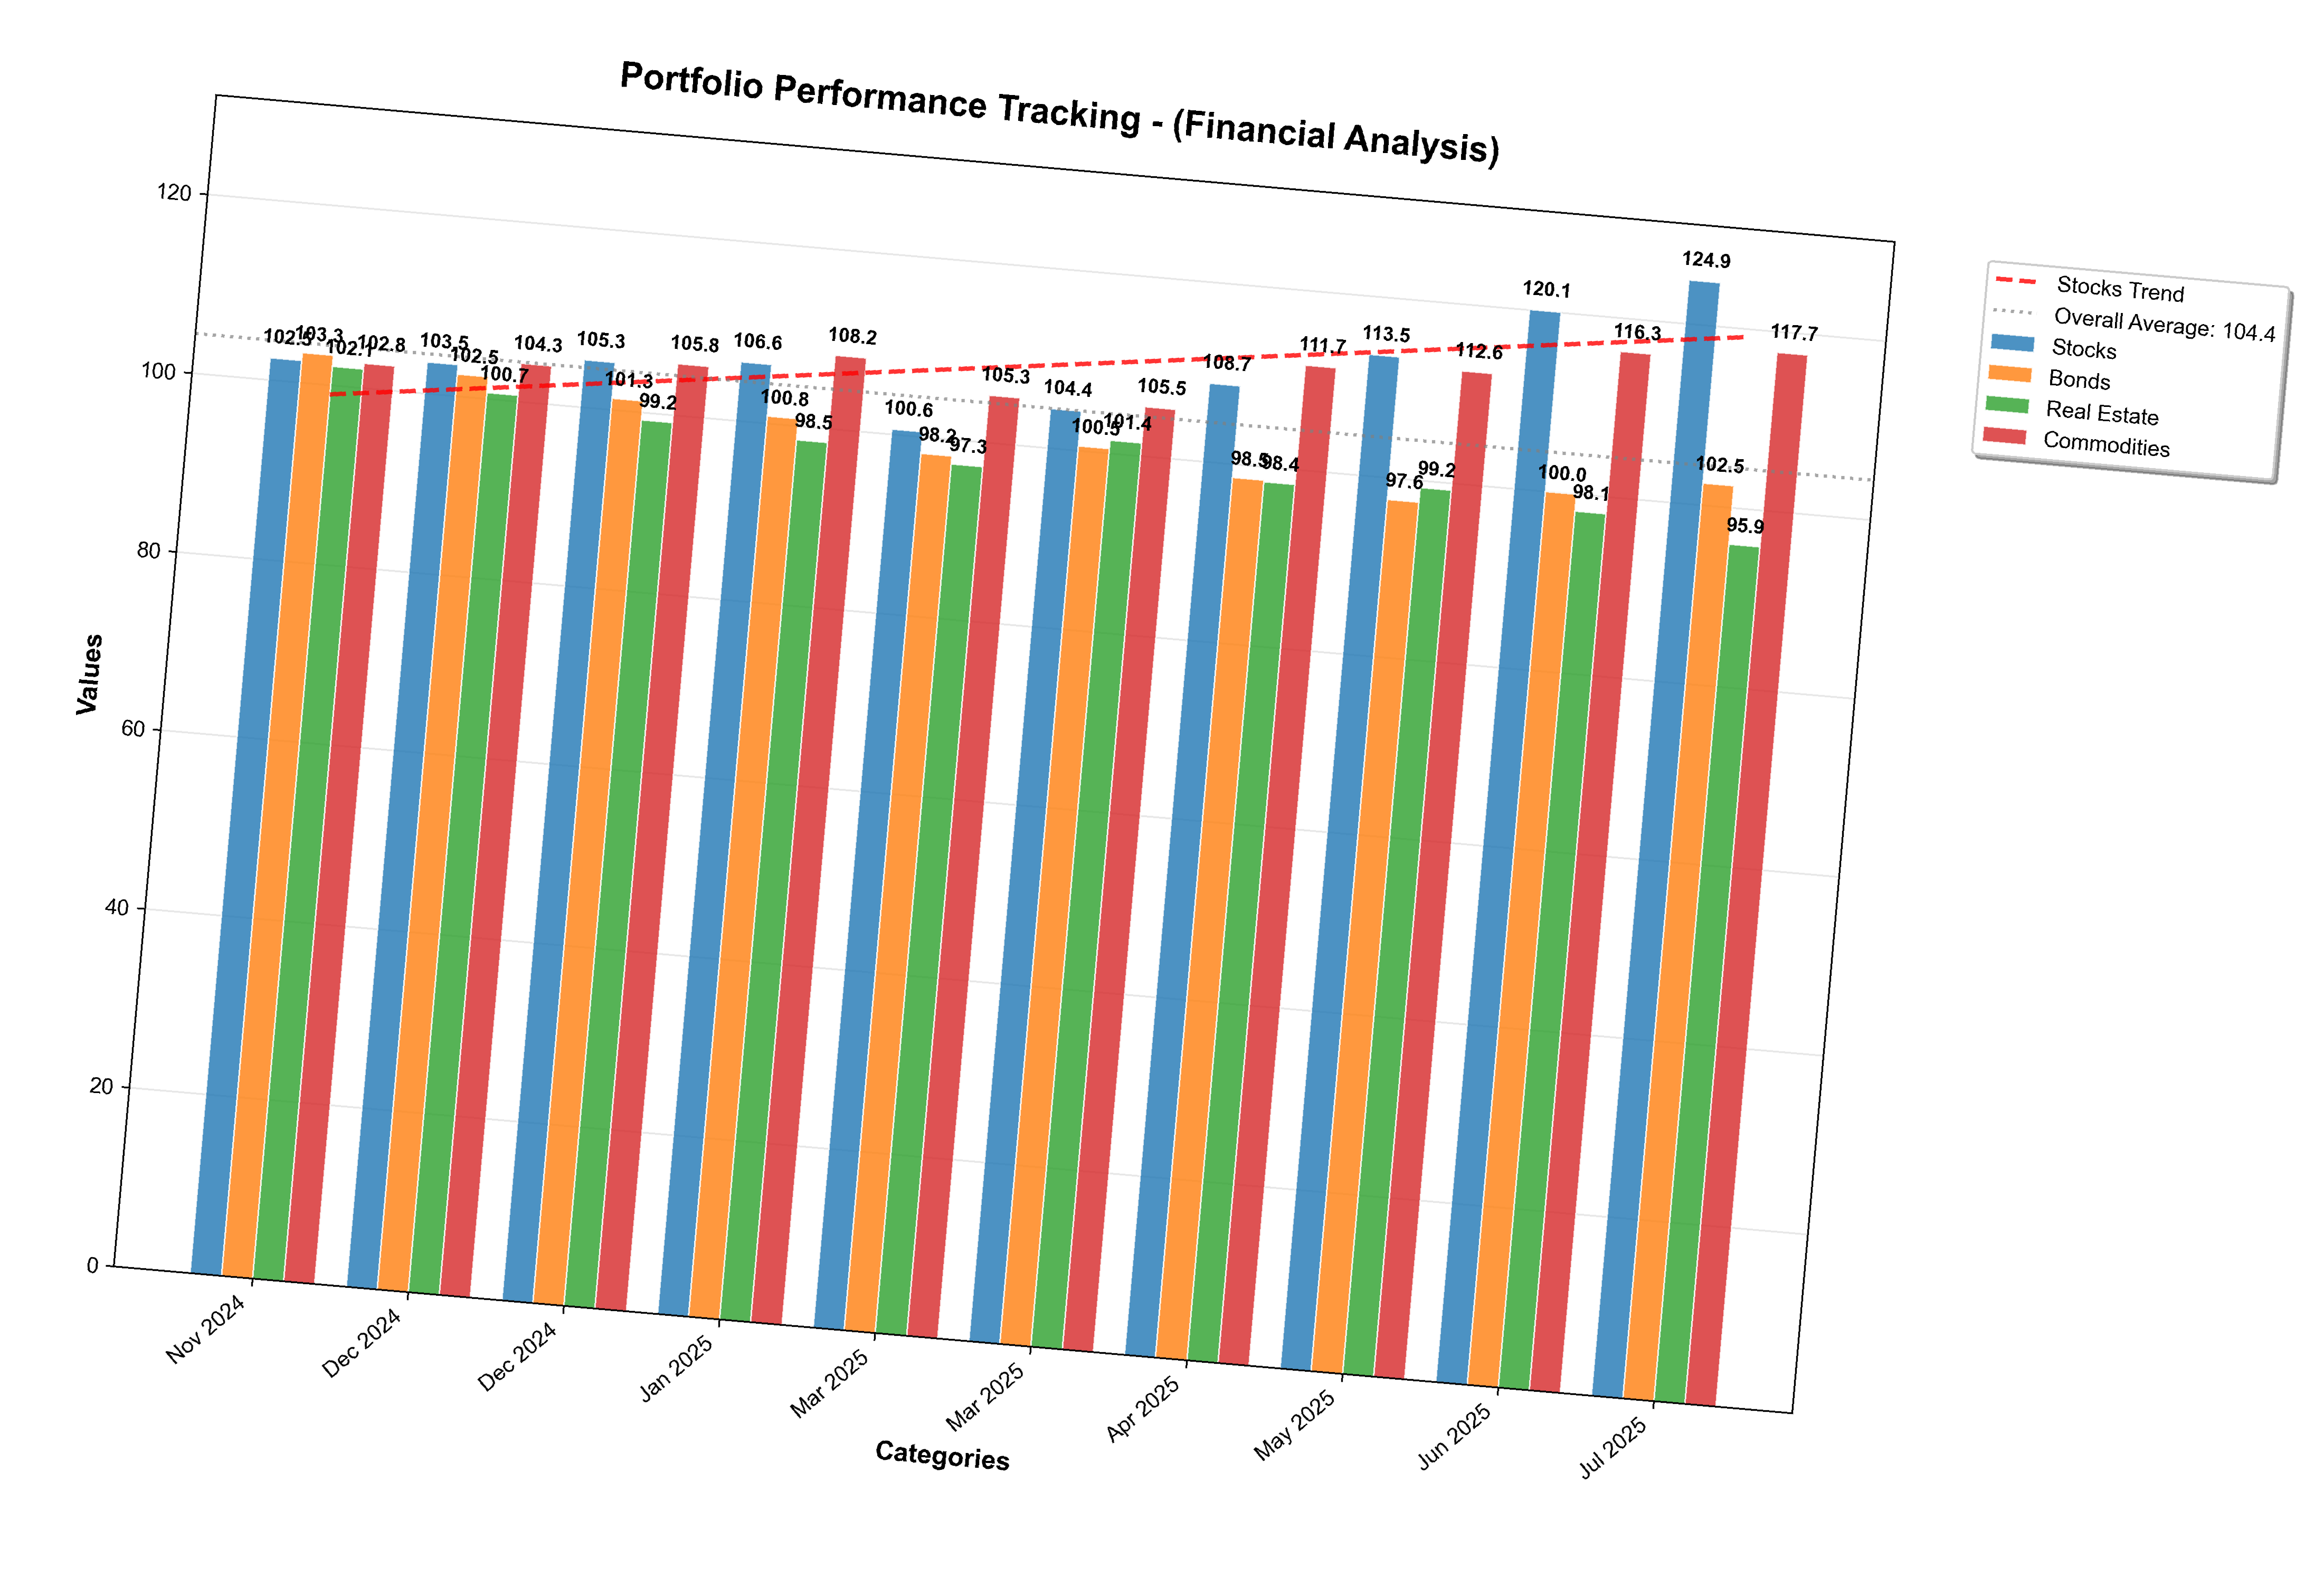 Portfolio Performance Tracking - (Financial Analysis)
Values
120
100
80
60
40
20
0
102.5 103.3 102.1 102.8
103.5 102.5 100.7 104.3
105.3 101.3 99.2 105.8
106.6 100.8 98.5 108.2
100.6 98.2 97.3 105.3
104.4 100.5 101.4 105.5
108.7 98.5 98.4 111.7
113.5 97.6 99.2 112.6
120.1 100.0 98.1 116.3
124.9 102.5 95.9 117.7
Nov 2024
Dec 2024
Dec 2024
Jan 2025
Mar 2025
Mar 2025
Apr 2025
May 2025
Jun 2025
Jul 2025
Categories
Stocks Trend
Overall Average: 104.4
Stocks
Bonds
Real Estate
Commodities